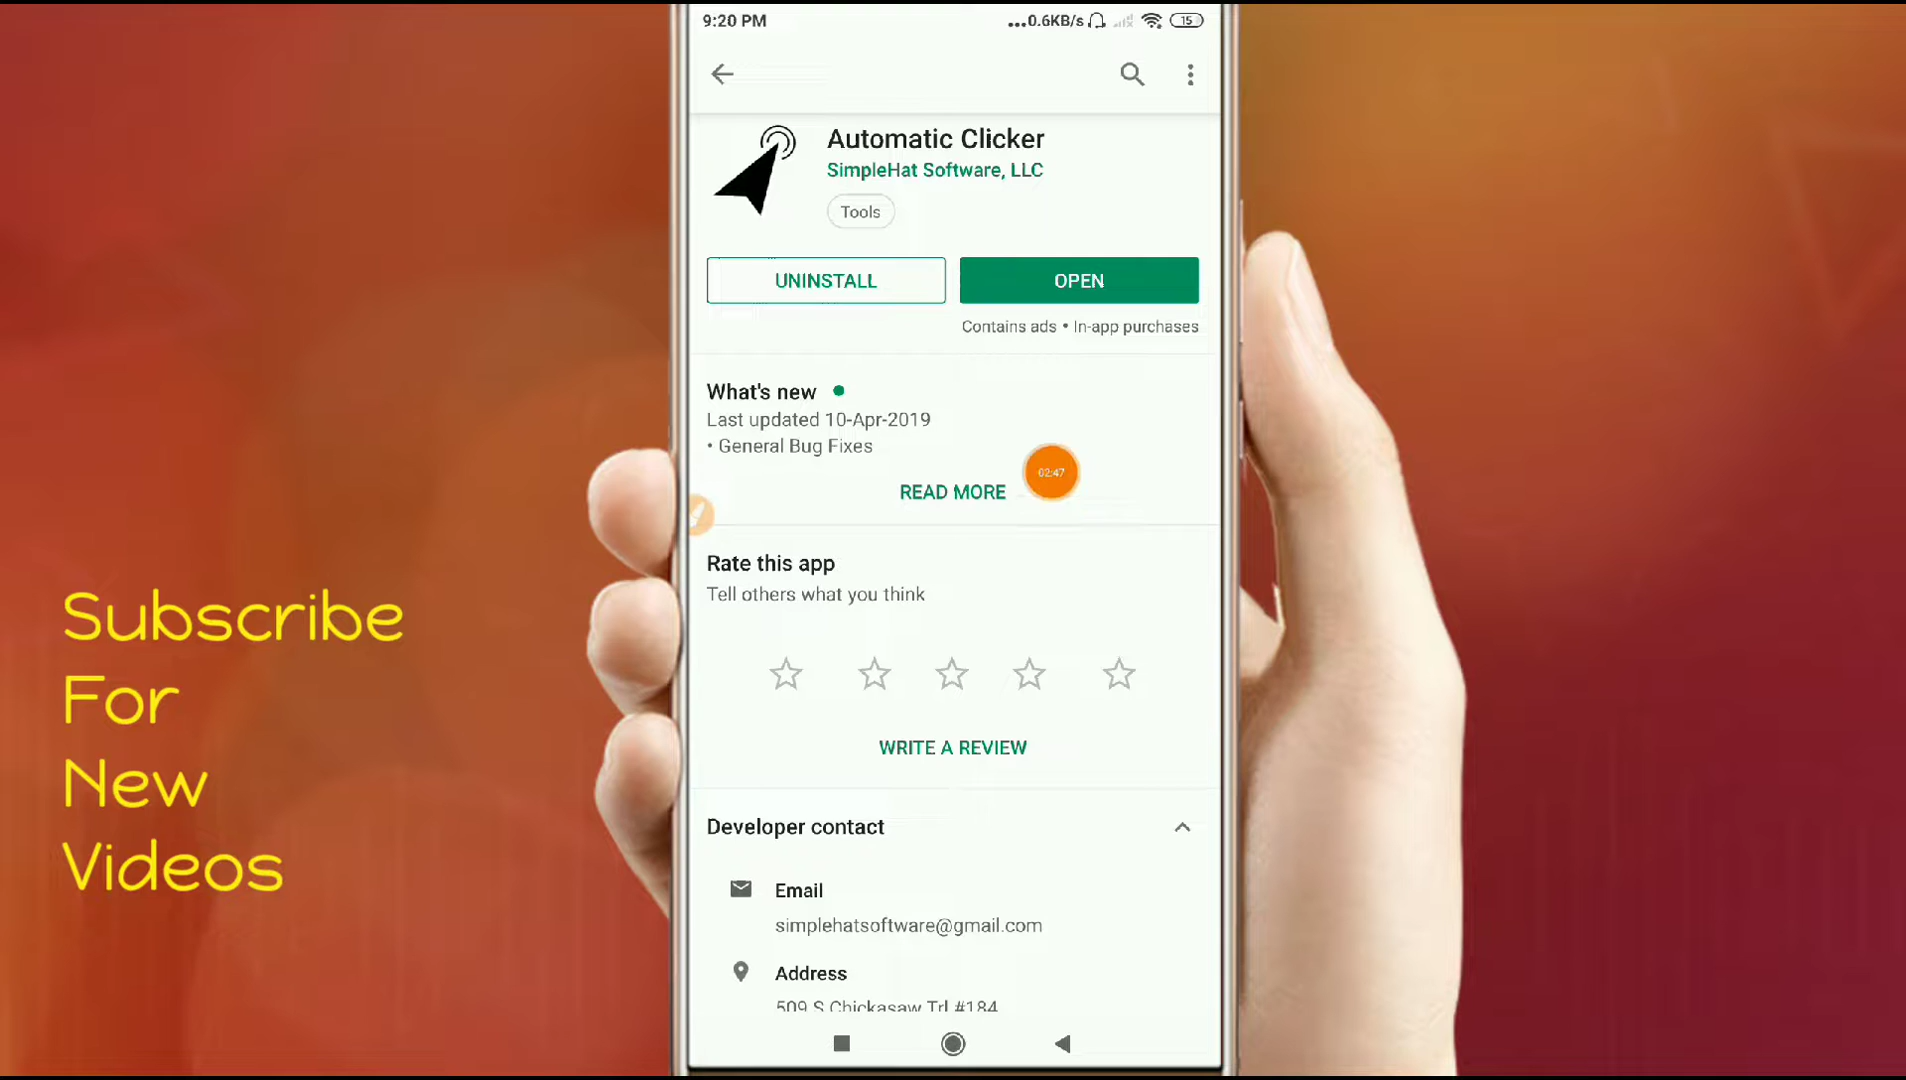 9:20 PM
...0.6KB/s
15
Automatic Clicker
SimpleHat Software, LLC
Tools
UNINSTALL
OPEN
Contains ads • In-app purchases
What's new
Last updated 10-Apr-2019
• General Bug Fixes
02:47
READ MORE
Rate this app
Tell others what you think
WRITE A REVIEW
Developer contact
Email
simplehatsoftware@gmail.com
Address
509 S Chickasaw Trl #184
Subscribe
For
New
Videos